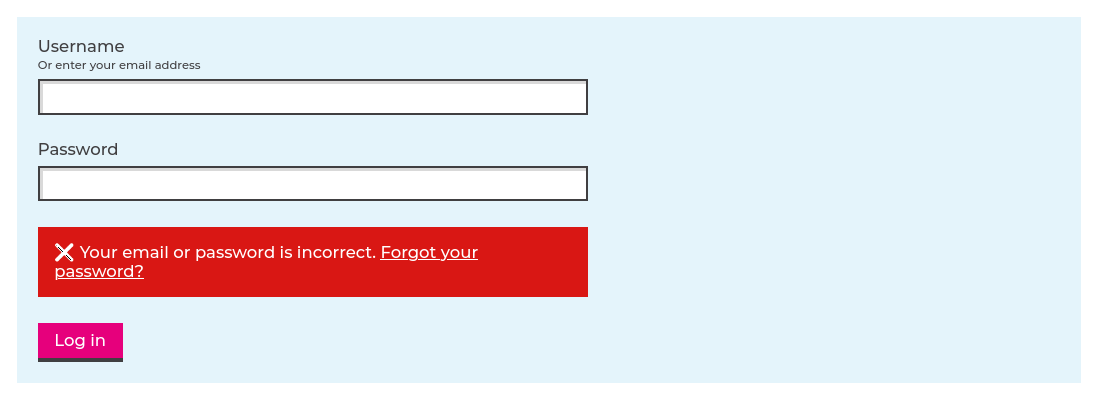 Username
Or enter your email address
Password
Your email or password is incorrect. Forgot your
password?
Log in